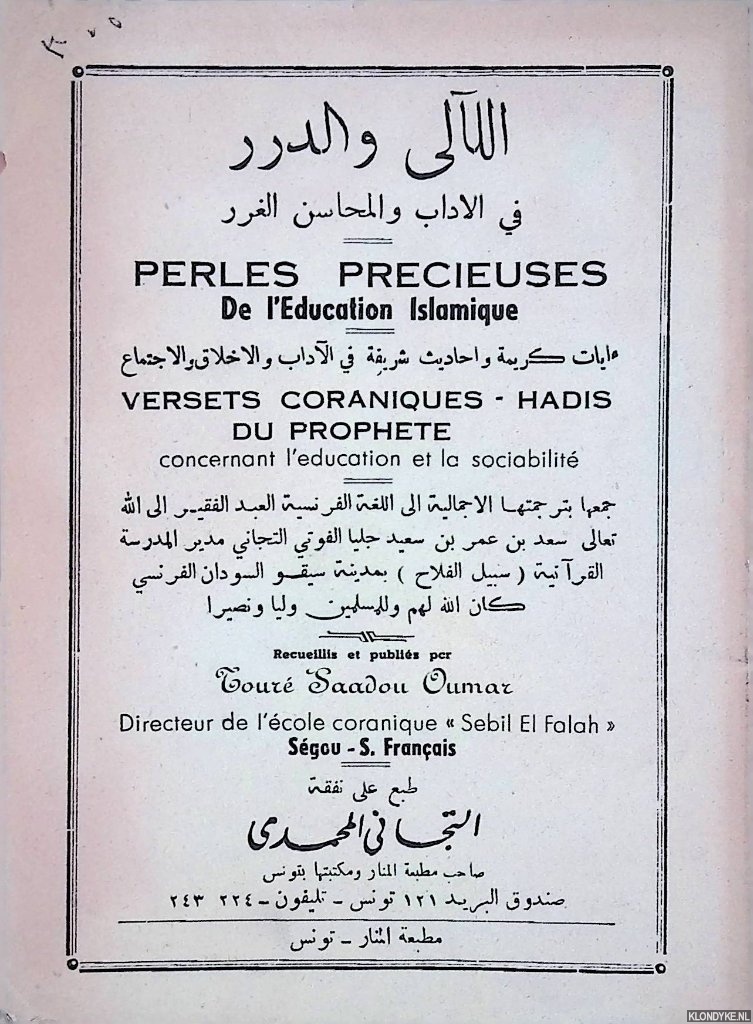 اللآلى والدرر
في الاداب والمحاسن الغرر
PERLES PRECIEUSES
De l'Education Islamique
ءايات كريمة واحاديث شريفة في الآداب والاخلاق والاجتماع
VERSETS CORANIQUES - HADIS
DU PROPHETE
concernant l'education et la sociabilité
جمعها بترجمتها الاجمالية الى اللغة الفرنسية العبد الفقير الى الله
تعالى سعد بن عمر بن سعيد جليا الفوتي التجاني مدير المدرسة
القرآنية ( سبيل الفلاح ) بمدينة سيقو السودان الفرنسي
كان الله لهم وللمسلمين وليا ونصيرا
Recueillis et publiés par
Touré Saadou Oumar
Directeur de l'école coranique « Sebil El Falah »
Ségou - S. Français
طبع على نفقة
التجاني المحمدى
صاحب مطبعة المنار ومكتبتها بتونس
صندوق البريد ١٢١ تونس - تليفون - ٢٢٤ ٢٤٣
مطبعة المنار - تونس
KLONDYKE.NL